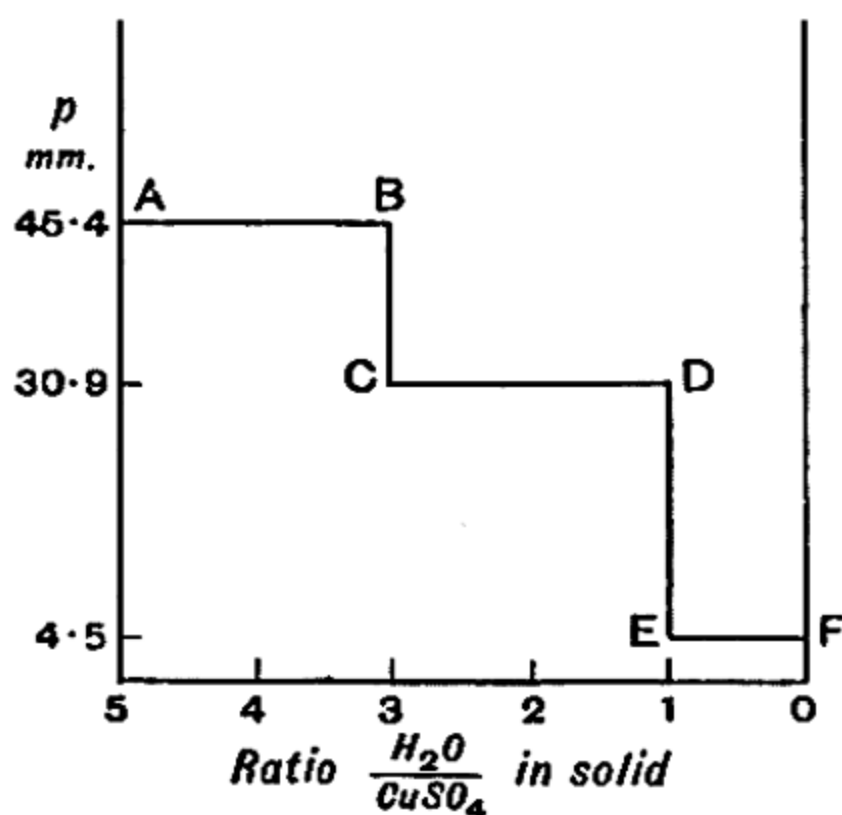 p
mm.
A B
45·4
30·9 C D
4·5 E F
5 4 3 2 1 0
Ratio H₂O/CuSO₄ in solid